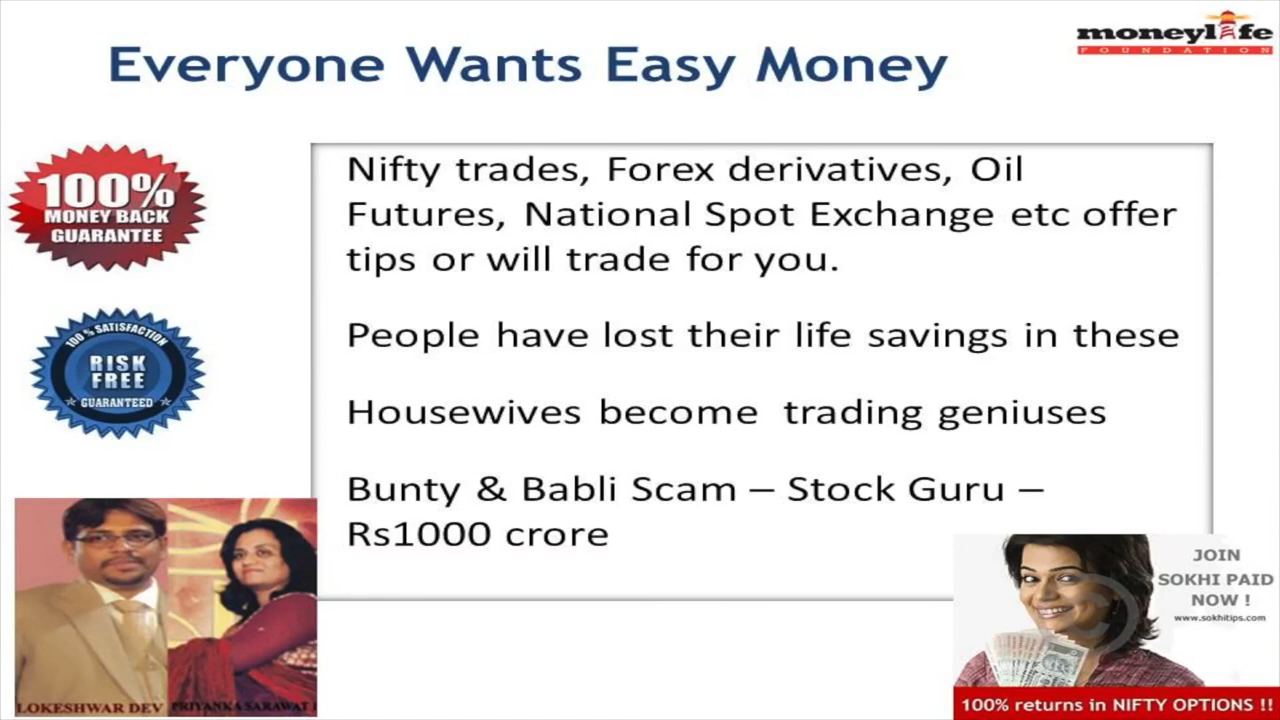 Everyone Wants Easy Money
moneylife
FOUNDATION
100%
MONEY BACK
GUARANTEE
Nifty trades, Forex derivatives, Oil
Futures, National Spot Exchange etc offer
tips or will trade for you.
People have lost their life savings in these
Housewives become trading geniuses
Bunty & Babli Scam – Stock Guru –
Rs1000 crore
100% SATISFACTION
RISK
FREE
GUARANTEED
LOKESHWAR DEV
PRIYANKA SARAWAT
JOIN
SOKHI PAID
NOW !
www.sokhitips.com
100% returns in NIFTY OPTIONS !!